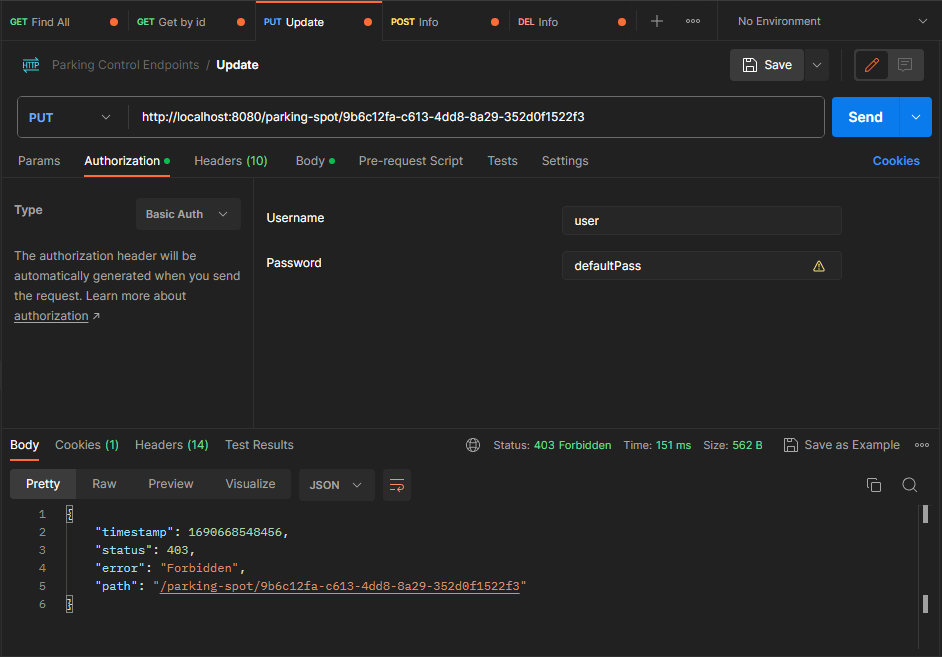 GET Find All GET Get by id PUT Update POST Info DEL Info No Environment
HTTP Parking Control Endpoints / Update Save
PUT http://localhost:8080/parking-spot/9b6c12fa-c613-4dd8-8a29-352d0f1522f3 Send
Params Authorization Headers (10) Body Pre-request Script Tests Settings Cookies
Type Basic Auth
The authorization header will be
automatically generated when you send
the request. Learn more about
authorization ↗
Username user
Password defaultPass
Body Cookies (1) Headers (14) Test Results Status: 403 Forbidden Time: 151 ms Size: 562 B Save as Example
Pretty Raw Preview Visualize JSON
1 {
2 "timestamp": 1690668548456,
3 "status": 403,
4 "error": "Forbidden",
5 "path": "/parking-spot/9b6c12fa-c613-4dd8-8a29-352d0f1522f3"
6 }